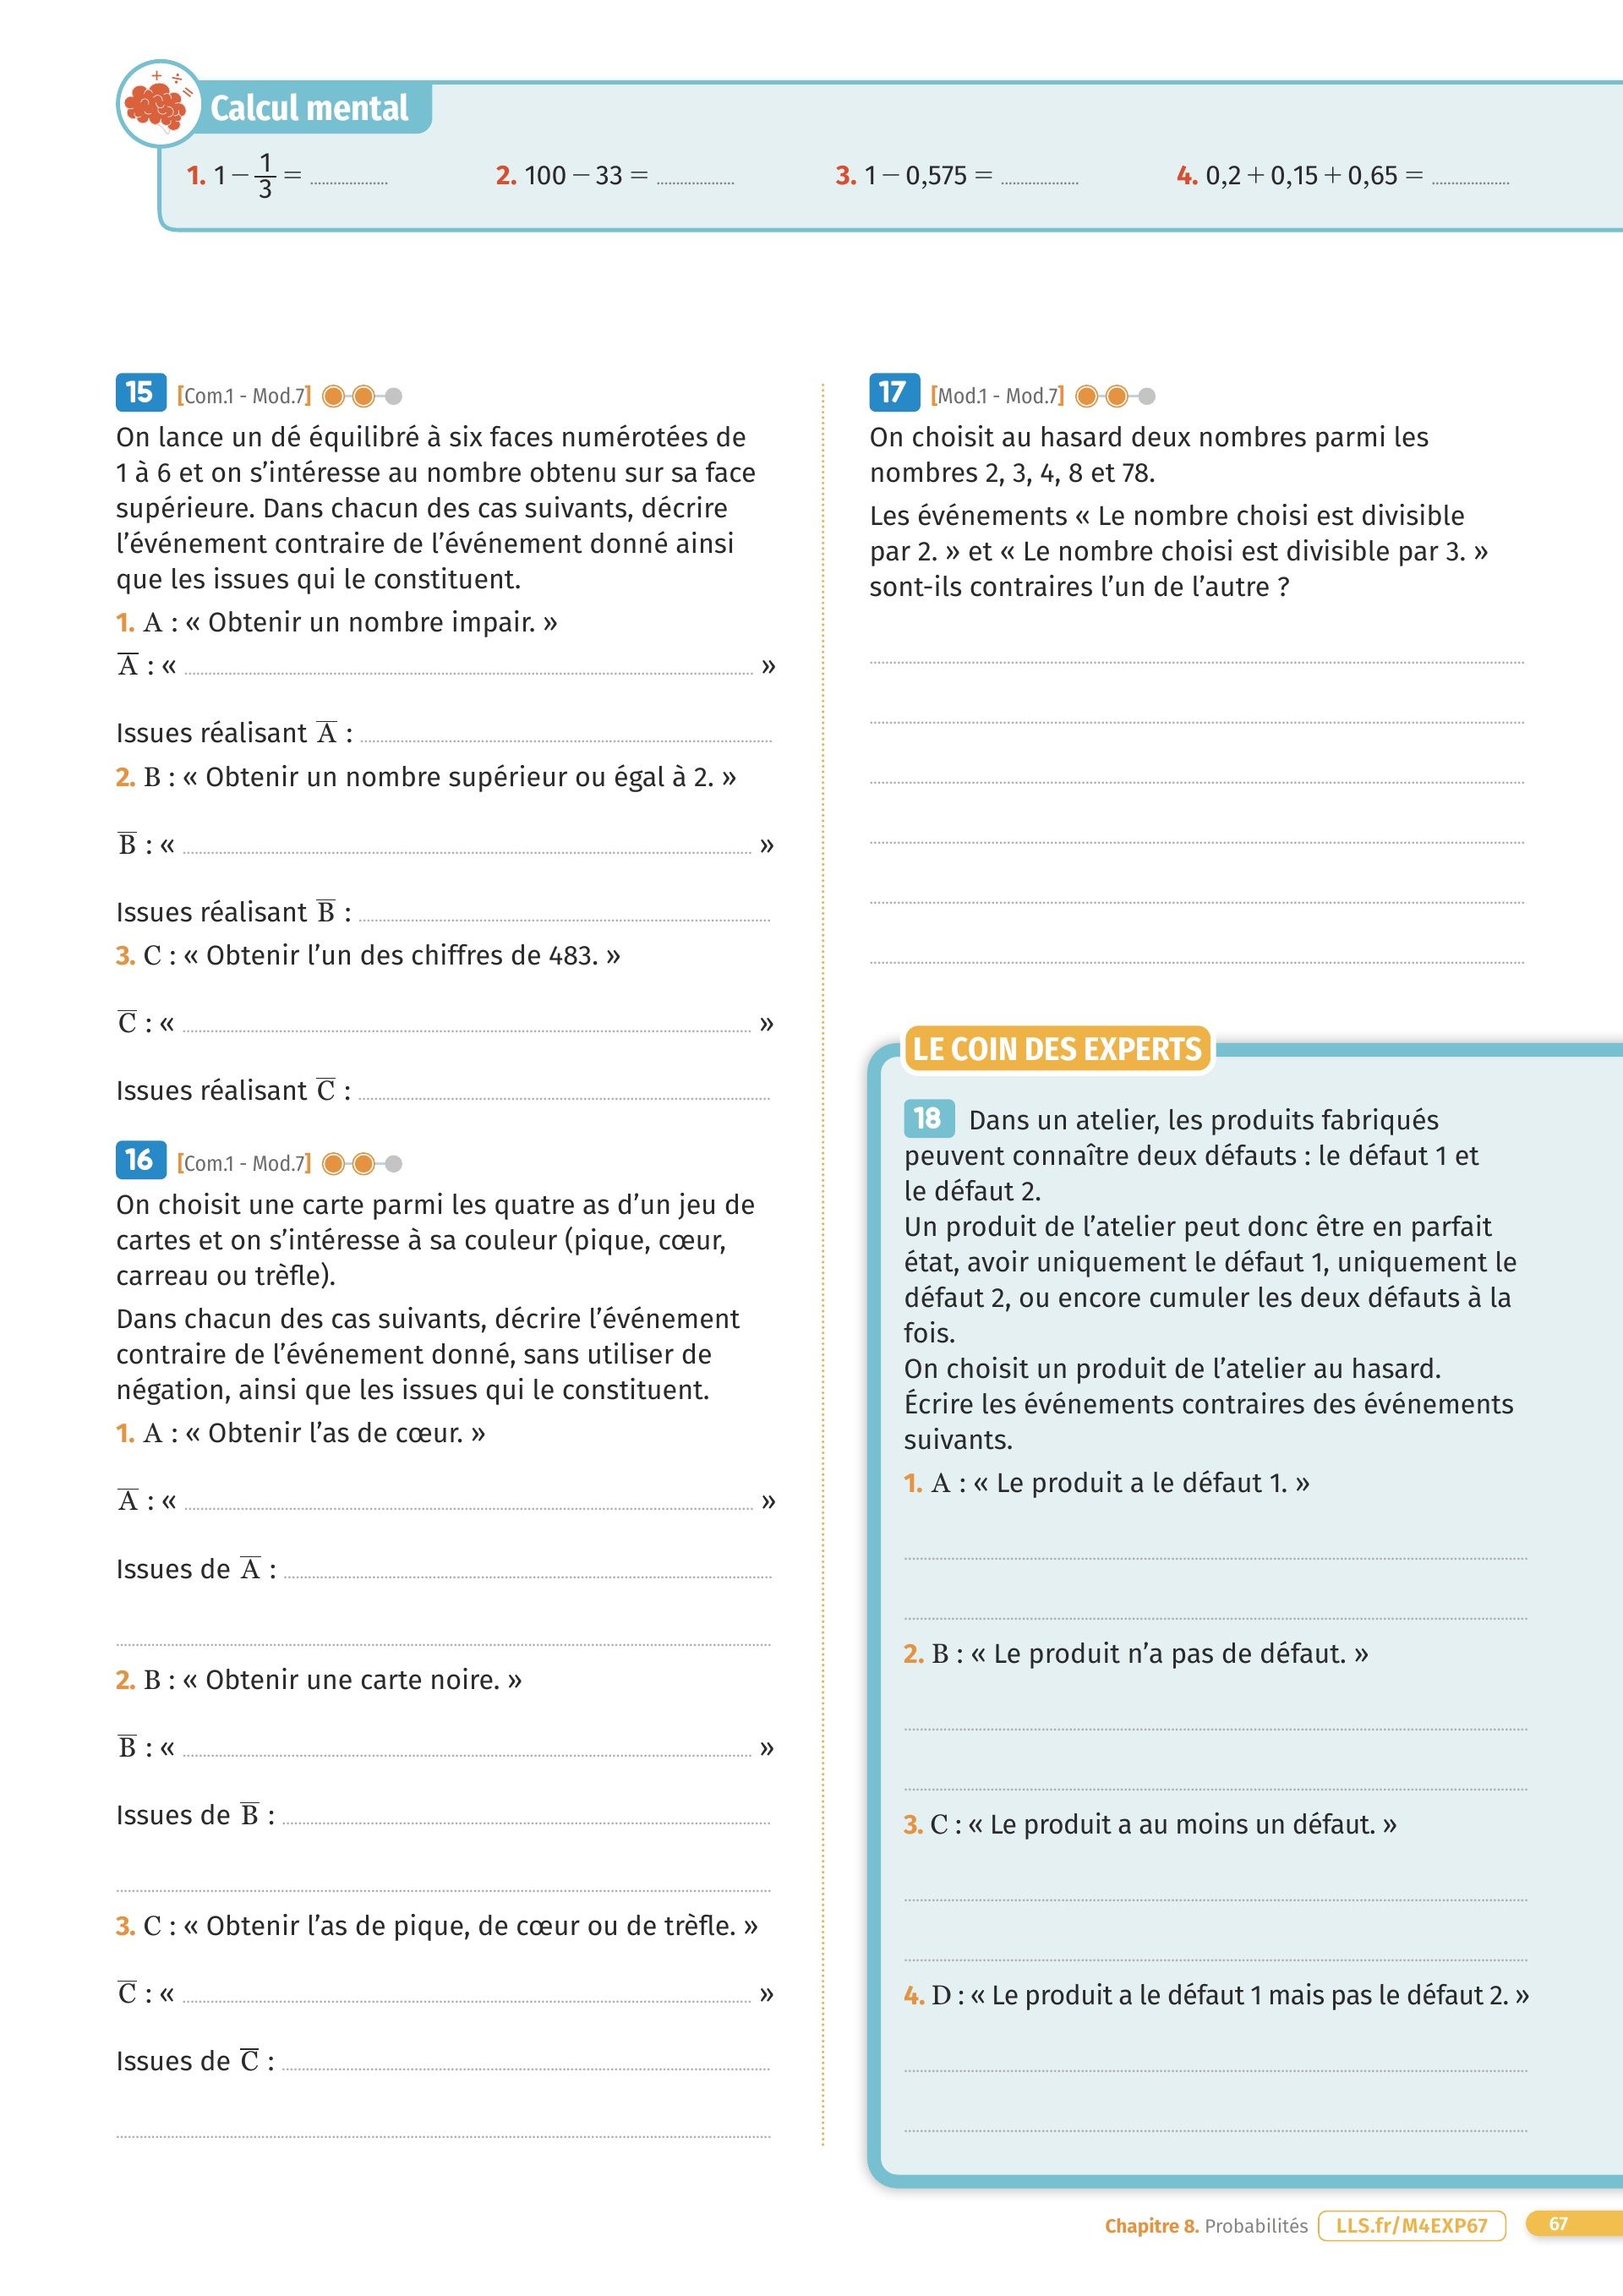 Calcul mental
1. 1 − 1/3 = ............
2. 100 − 33 = ............
3. 1 − 0,575 = ............
4. 0,2 + 0,15 + 0,65 = ............
15 [Com.1 - Mod.7]
On lance un dé équilibré à six faces numérotées de
1 à 6 et on s’intéresse au nombre obtenu sur sa face
supérieure. Dans chacun des cas suivants, décrire
l’événement contraire de l’événement donné ainsi
que les issues qui le constituent.
1. A : « Obtenir un nombre impair. »
A̅ : « ............ »
Issues réalisant A̅ : ............
2. B : « Obtenir un nombre supérieur ou égal à 2. »
B̅ : « ............ »
Issues réalisant B̅ : ............
3. C : « Obtenir l’un des chiffres de 483. »
C̅ : « ............ »
Issues réalisant C̅ : ............
16 [Com.1 - Mod.7]
On choisit une carte parmi les quatre as d’un jeu de
cartes et on s’intéresse à sa couleur (pique, cœur,
carreau ou trèfle).
Dans chacun des cas suivants, décrire l’événement
contraire de l’événement donné, sans utiliser de
négation, ainsi que les issues qui le constituent.
1. A : « Obtenir l’as de cœur. »
A̅ : « ............ »
Issues de A̅ : ............
2. B : « Obtenir une carte noire. »
B̅ : « ............ »
Issues de B̅ : ............
3. C : « Obtenir l’as de pique, de cœur ou de trèfle. »
C̅ : « ............ »
Issues de C̅ : ............
17 [Mod.1 - Mod.7]
On choisit au hasard deux nombres parmi les
nombres 2, 3, 4, 8 et 78.
Les événements « Le nombre choisi est divisible
par 2. » et « Le nombre choisi est divisible par 3. »
sont-ils contraires l’un de l’autre ?
LE COIN DES EXPERTS
18 Dans un atelier, les produits fabriqués
peuvent connaître deux défauts : le défaut 1 et
le défaut 2.
Un produit de l’atelier peut donc être en parfait
état, avoir uniquement le défaut 1, uniquement le
défaut 2, ou encore cumuler les deux défauts à la
fois.
On choisit un produit de l’atelier au hasard.
Écrire les événements contraires des événements
suivants.
1. A : « Le produit a le défaut 1. »
2. B : « Le produit n’a pas de défaut. »
3. C : « Le produit a au moins un défaut. »
4. D : « Le produit a le défaut 1 mais pas le défaut 2. »
Chapitre 8. Probabilités LLS.fr/M4EXP67 67